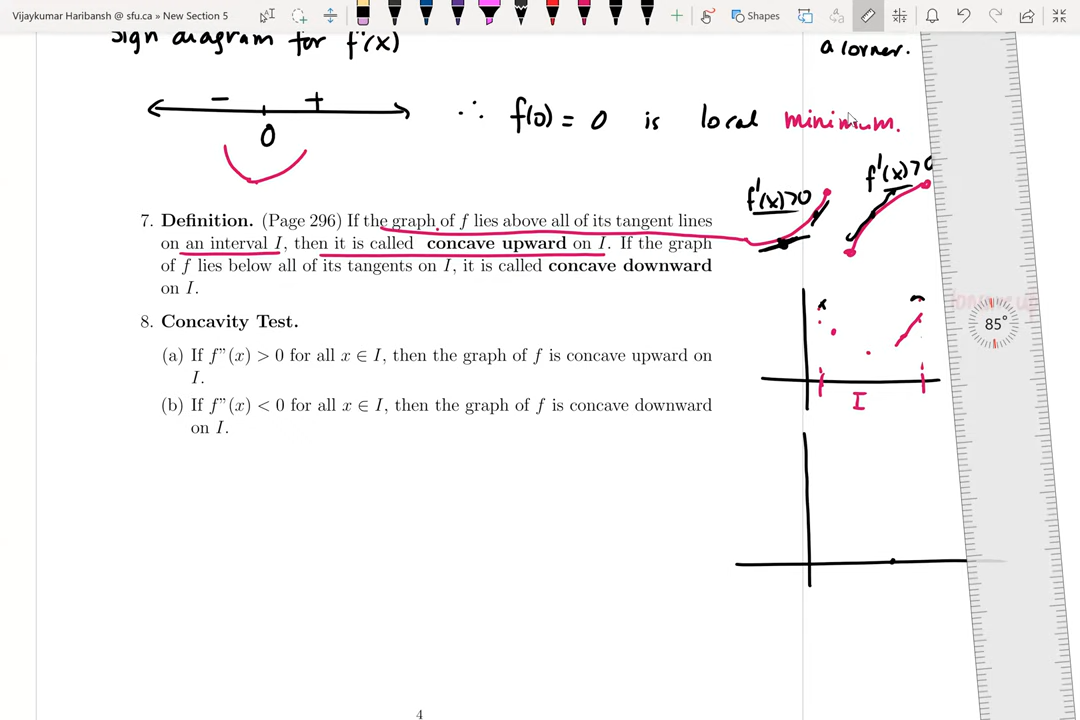 Vijaykumar Haribansh @ sfu.ca » New Section 5
Shapes
sign diagram for f'(x)
a corner.
− +
0
∴ f(0) = 0 is local minimum.
f'(x)>0
f'(x)>0
7. Definition. (Page 296) If the graph of f lies above all of its tangent lines
on an interval I, then it is called concave upward on I. If the graph
of f lies below all of its tangents on I, it is called concave downward
on I.
8. Concavity Test.
(a) If f”(x) > 0 for all x ∈ I, then the graph of f is concave upward on
I.
(b) If f”(x) < 0 for all x ∈ I, then the graph of f is concave downward
on I.
85°
I
4